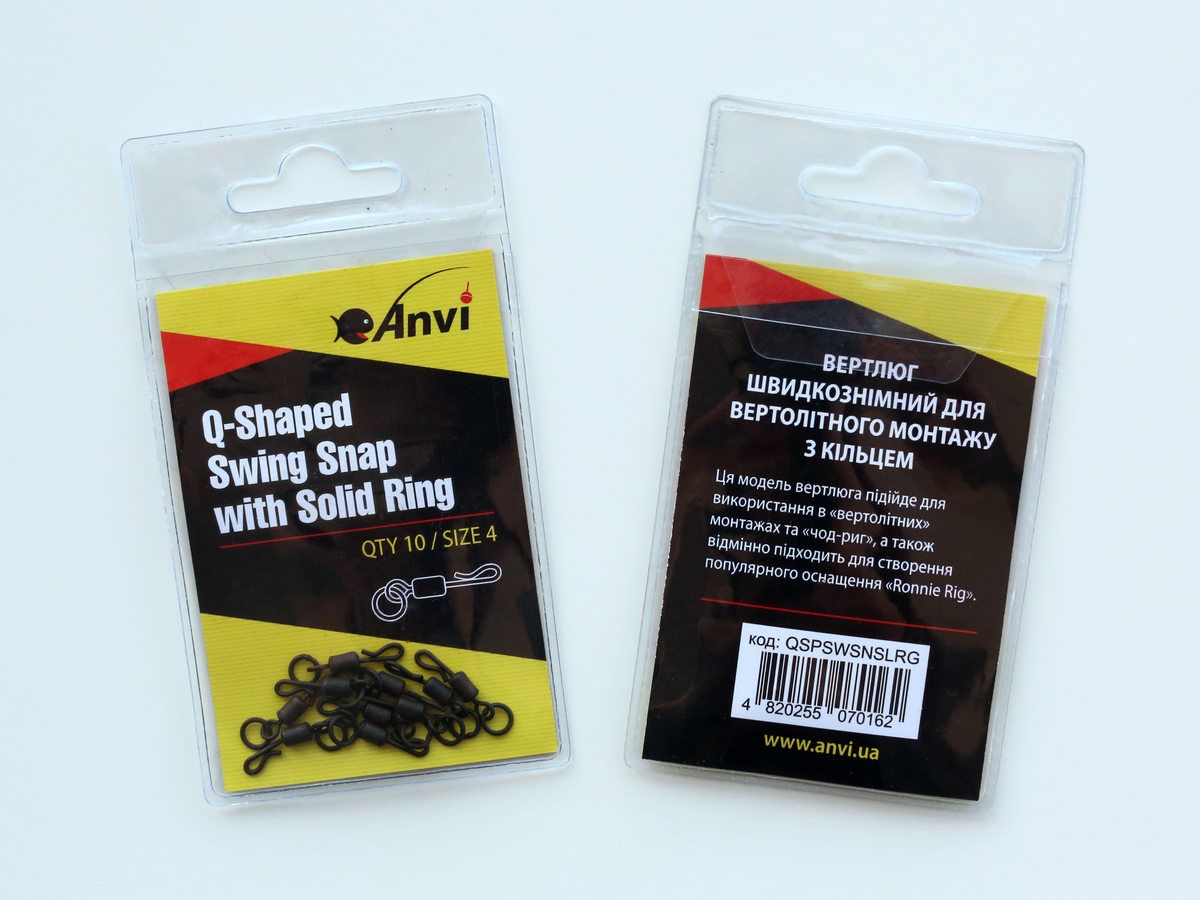 Anvi
Q-Shaped
Swing Snap
with Solid Ring
QTY 10 / SIZE 4
ВЕРТЛЮГ
ШВИДКОЗНІМНИЙ ДЛЯ
ВЕРТОЛІТНОГО МОНТАЖУ
З КІЛЬЦЕМ
Ця модель вертлюга підійде для
використання в «вертолітних»
монтажах та «чод-риг», а також
відмінно підходить для створення
популярного оснащення «Ronnie Rig».
код: QSPSWSNSLRG
4 820255 070162
www.anvi.ua